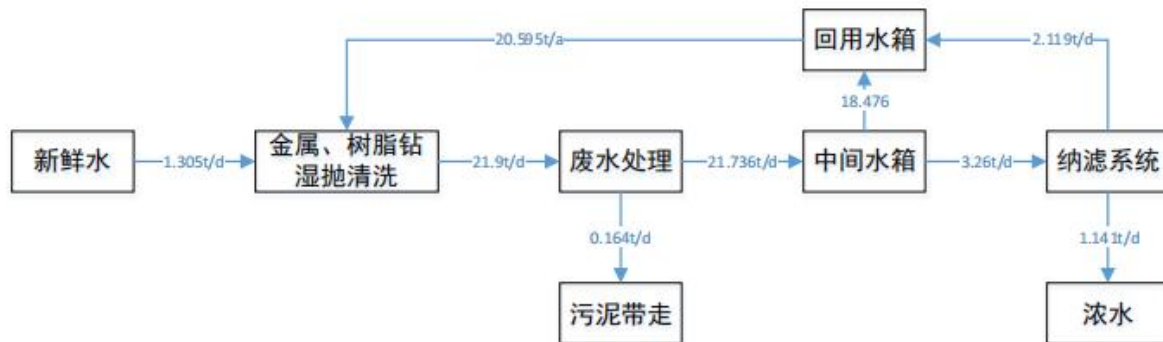 20.595t/a
回用水箱
2.119t/d
18.476
新鲜水
1.305t/d
金属、树脂钻
湿抛清洗
21.9t/d
废水处理
21.736t/d
中间水箱
3.26t/d
纳滤系统
0.164t/d
1.141t/d
污泥带走
浓水